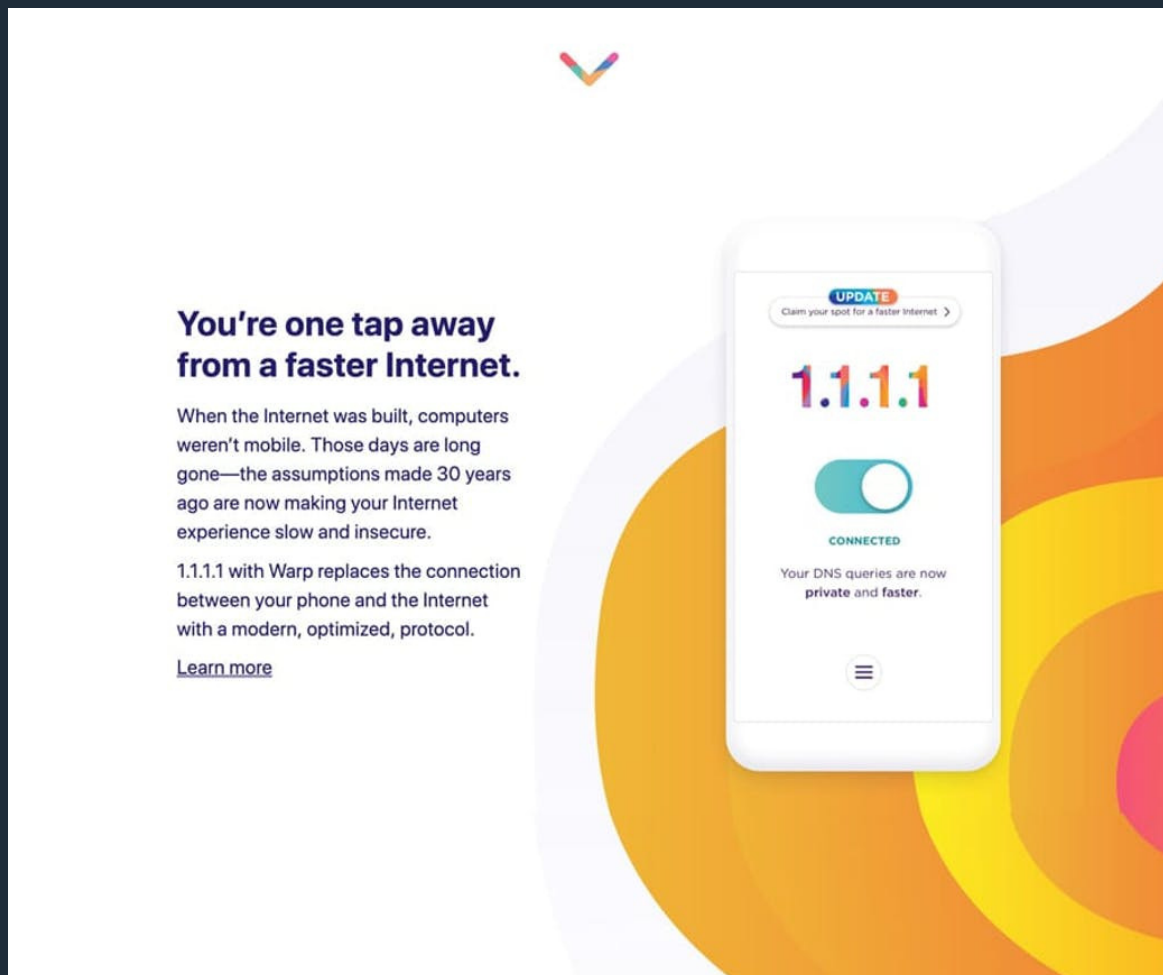 You're one tap away
from a faster Internet.
When the Internet was built, computers
weren't mobile. Those days are long
gone—the assumptions made 30 years
ago are now making your Internet
experience slow and insecure.
1.1.1.1 with Warp replaces the connection
between your phone and the Internet
with a modern, optimized, protocol.
Learn more
UPDATE
Claim your spot for a faster Internet
1.1.1.1
CONNECTED
Your DNS queries are now
private and faster.